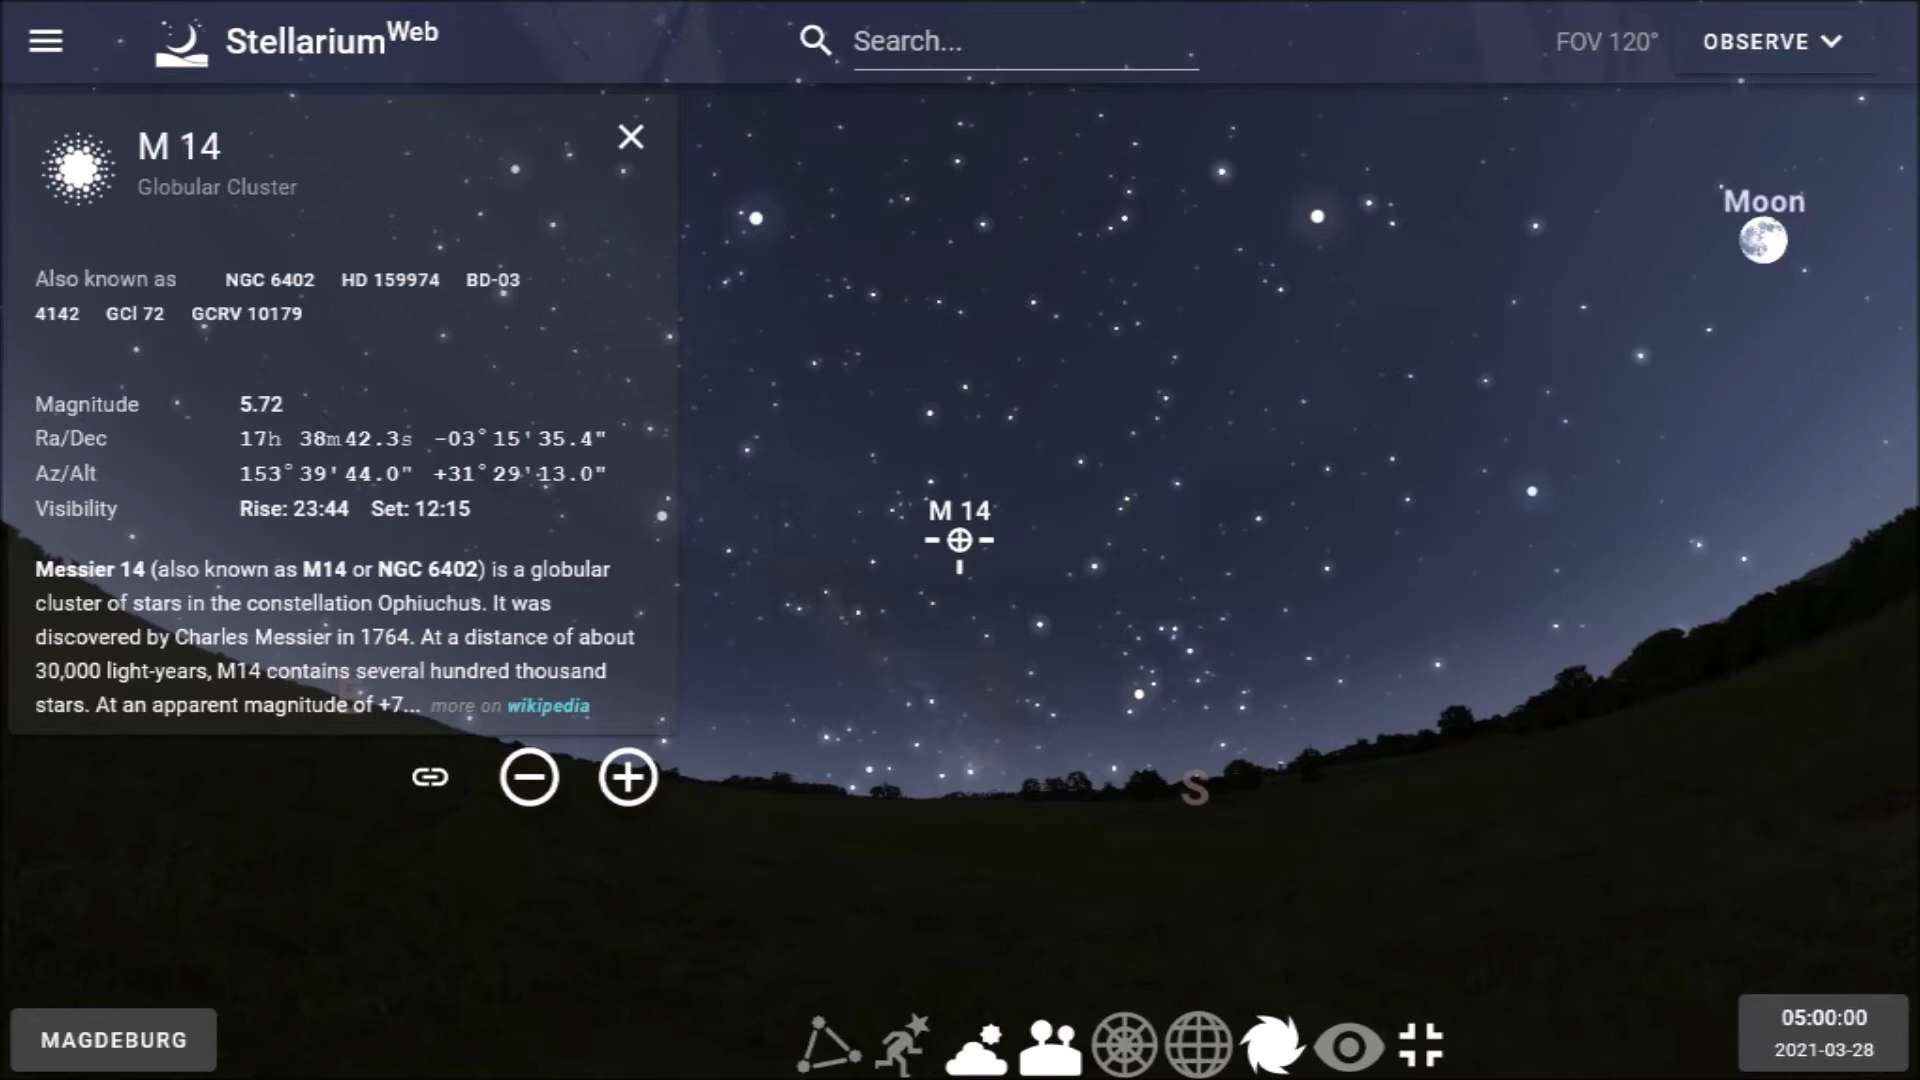 StellariumWeb
Search...
FOV 120°
OBSERVE
M 14
Globular Cluster
Also known as NGC 6402 HD 159974 BD-03
4142 GCl 72 GCRV 10179
Magnitude 5.72
Ra/Dec 17h 38m42.3s -03°15'35.4"
Az/Alt 153°39'44.0" +31°29'13.0"
Visibility Rise: 23:44 Set: 12:15
Messier 14 (also known as M14 or NGC 6402) is a globular
cluster of stars in the constellation Ophiuchus. It was
discovered by Charles Messier in 1764. At a distance of about
30,000 light-years, M14 contains several hundred thousand
stars. At an apparent magnitude of +7... more on wikipedia
Moon
M 14
E
S
MAGDEBURG
05:00:00
2021-03-28